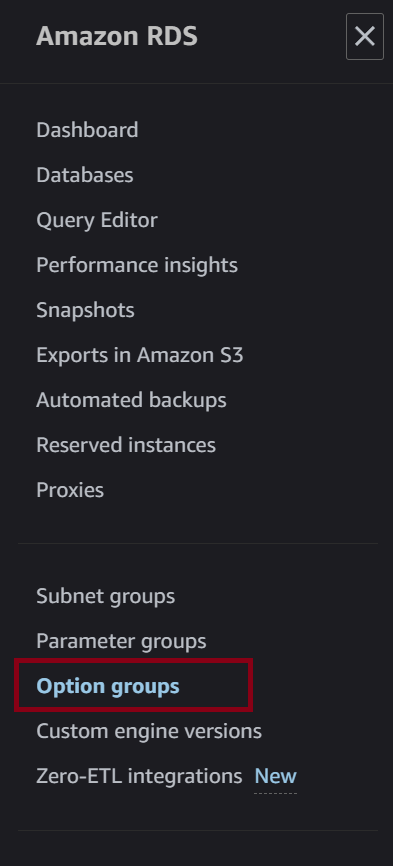 Amazon RDS
Dashboard
Databases
Query Editor
Performance insights
Snapshots
Exports in Amazon S3
Automated backups
Reserved instances
Proxies
Subnet groups
Parameter groups
Option groups
Custom engine versions
Zero-ETL integrations New